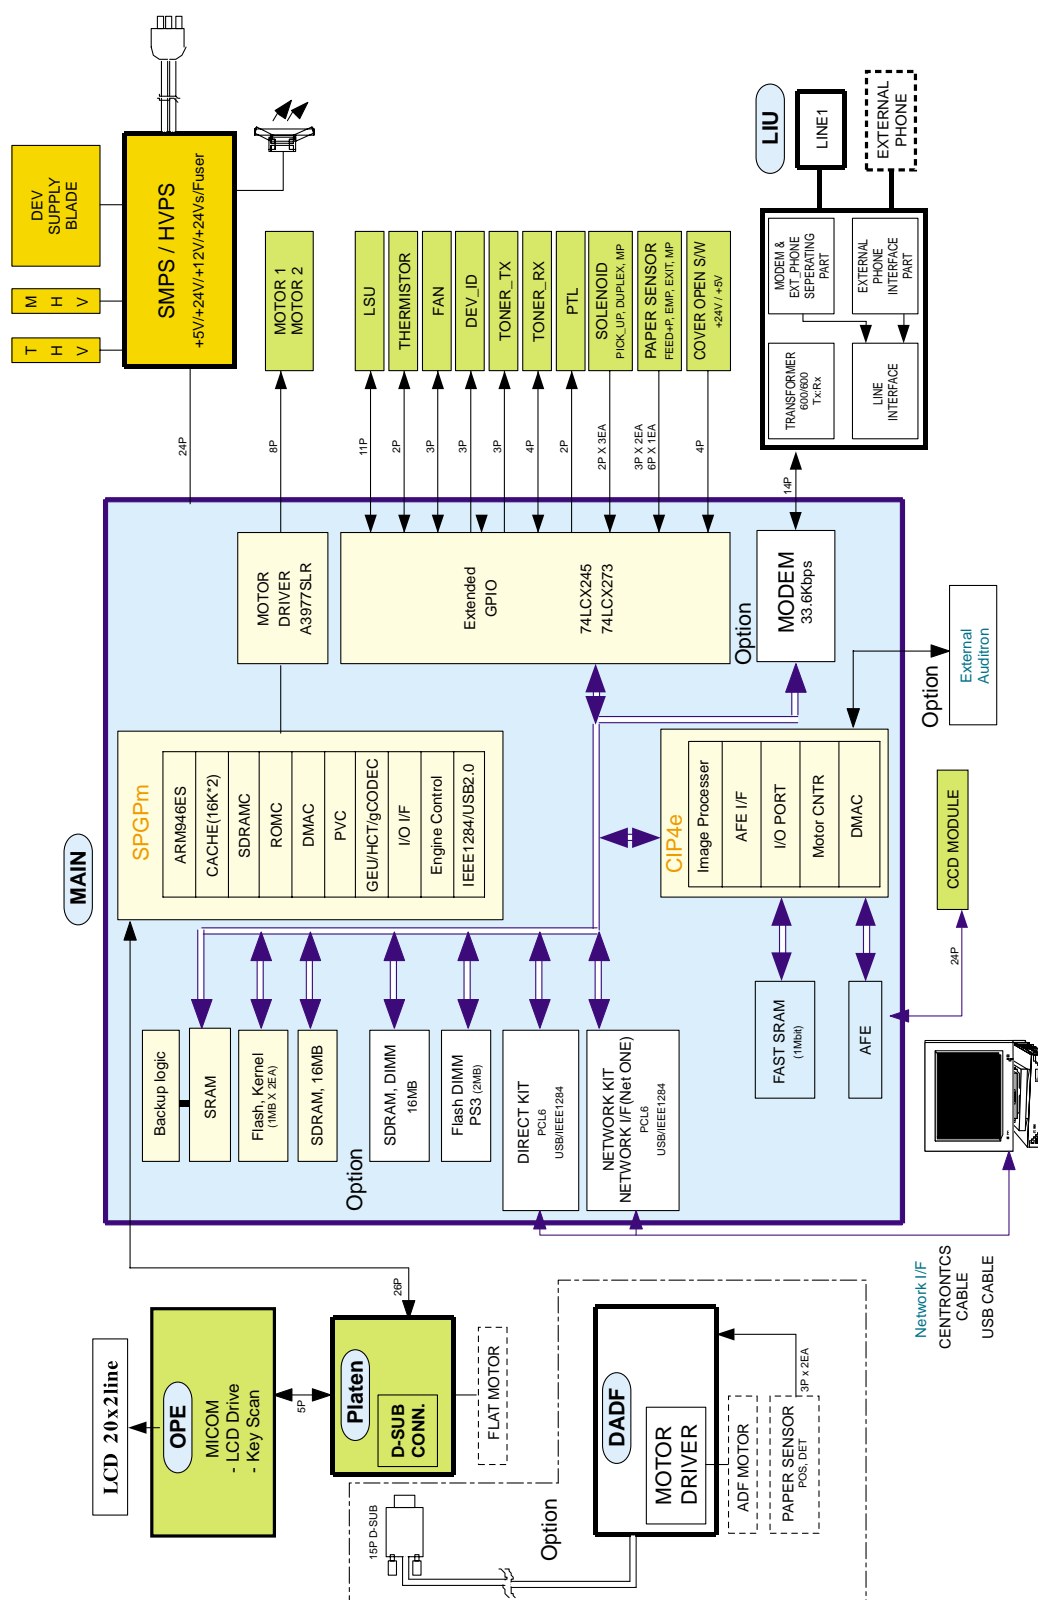 LCD 20x2line
OPE
MICOM
- LCD Drive
- Key Scan
5P
Platen
D-SUB
CONN.
FLAT MOTOR
26P
15P D-SUB
Option
DADF
MOTOR
DRIVER
ADF MOTOR
PAPER SENSOR
POS, DET
3P x 2EA
Network I/F
CENTRONTCS
CABLE
USB CABLE
MAIN
Backup logic
SRAM
Flash, Kernel
(1MB X 2EA)
SDRAM, 16MB
Option
SDRAM, DIMM
16MB
Flash DIMM
PS3 (2MB)
DIRECT KIT
PCL6
USB/IEEE1284
NETWORK KIT
NETWORK I/F(Net ONE)
PCL6
USB/IEEE1284
FAST SRAM
(1Mbit)
AFE
24P
CCD MODULE
SPGPm
ARM946ES
CACHE(16K*2)
SDRAMC
ROMC
DMAC
PVC
GEU/HCT/gCODEC
I/O I/F
Engine Control
IEEE1284/USB2.0
CIP4e
Image Processer
AFE I/F
I/O PORT
Motor CNTR
DMAC
Option
External
Auditron
MOTOR
DRIVER
A3977SLR
Extended
GPIO
74LCX245
74LCX273
Option
MODEM
33.6Kbps
24P
8P
11P
2P
3P
3P
3P
4P
2P
2P X 3EA
3P X 2EA
6P X 1EA
4P
14P
T H V
M H V
DEV
SUPPLY
BLADE
SMPS / HVPS
+5V/+24V/+12V/+24Vs/Fuser
MOTOR 1
MOTOR 2
LSU
THERMISTOR
FAN
DEV_ID
TONER_TX
TONER_RX
PTL
SOLENOID
PICK_UP, DUPLEX, MP
PAPER SENSOR
FEED+P, EMP, EXIT, MP
COVER OPEN S/W
+24V / +5V
LIU
TRANSFORMER
600/600
Tx:Rx
LINE
INTERFACE
MODEM &
EXT_PHONE
SEPERATING
PART
EXTERNAL
PHONE
INTERFACE
PART
LINE1
EXTERNAL
PHONE